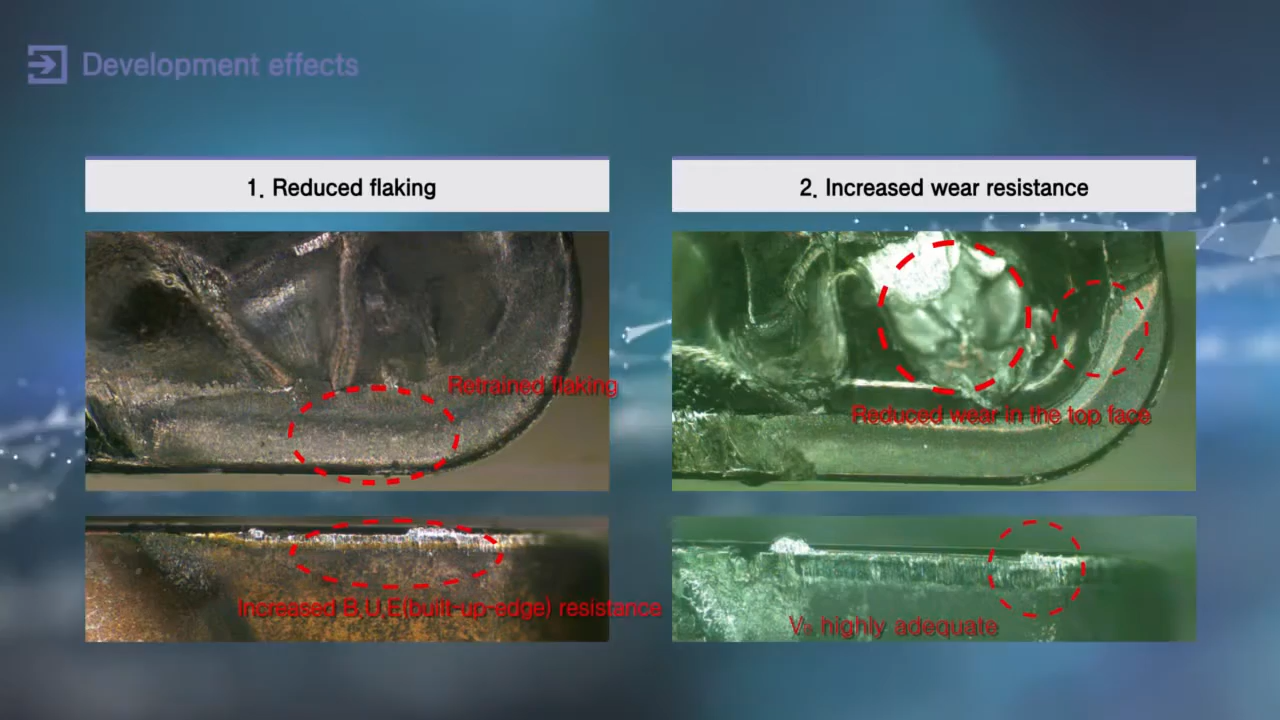 Development effects
1. Reduced flaking
2. Increased wear resistance
Retrained flaking
Reduced wear in the top face
Increased B.U.E(built-up-edge) resistance
highly adequate